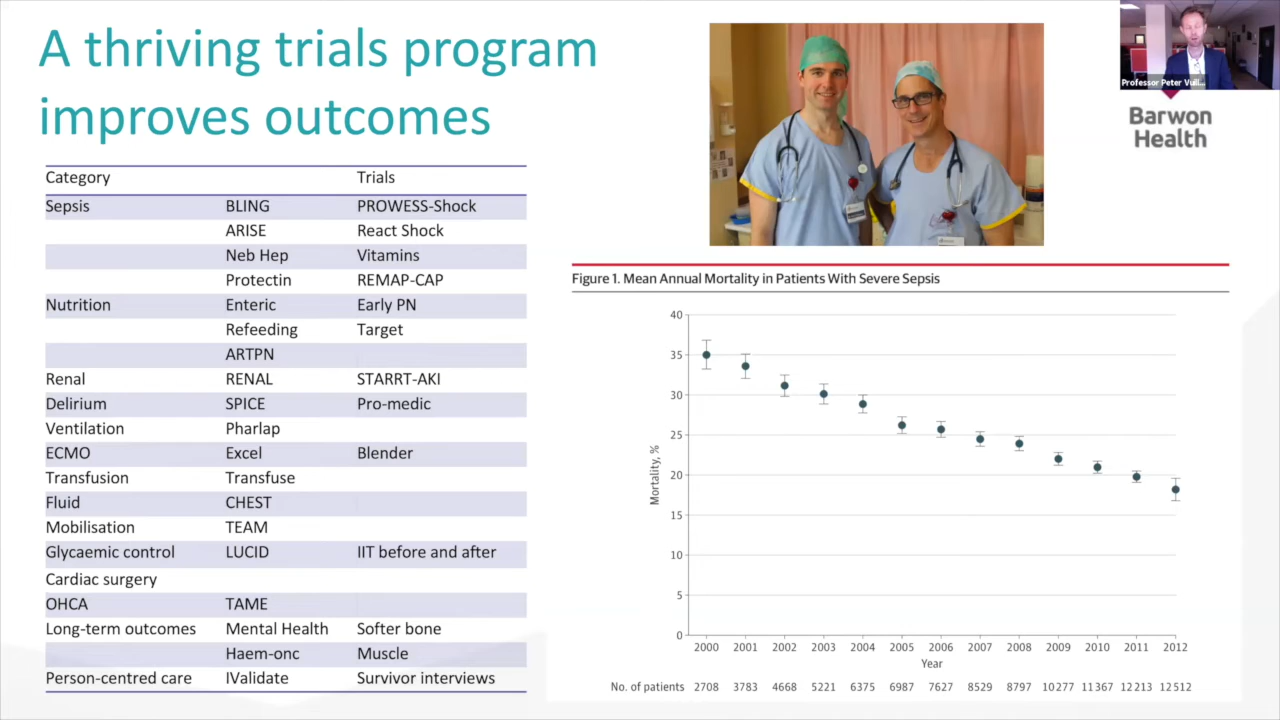 A thriving trials program
improves outcomes
Professor Peter Vuil...
Barwon
Health
Category Trials
Sepsis BLING PROWESS-Shock
ARISE React Shock
Neb Hep Vitamins
Protectin REMAP-CAP
Nutrition Enteric Early PN
Refeeding Target
ARTPN
Renal RENAL STARRT-AKI
Delirium SPICE Pro-medic
Ventilation Pharlap
ECMO Excel Blender
Transfusion Transfuse
Fluid CHEST
Mobilisation TEAM
Glycaemic control LUCID IIT before and after
Cardiac surgery
OHCA TAME
Long-term outcomes Mental Health Softer bone
Haem-onc Muscle
Person-centred care IValidate Survivor interviews
Figure 1. Mean Annual Mortality in Patients With Severe Sepsis
40
35
30
25
20
15
10
5
0
Mortality, %
2000 2001 2002 2003 2004 2005 2006 2007 2008 2009 2010 2011 2012
Year
No. of patients 2708 3783 4668 5221 6375 6987 7627 8529 8797 10277 11367 12213 12512